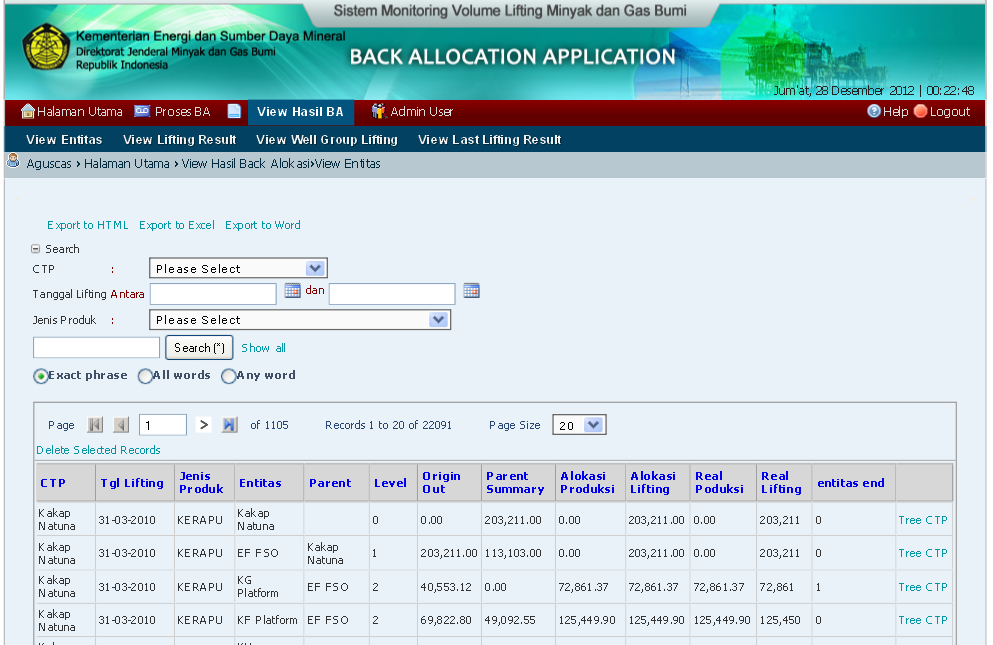 Sistem Monitoring Volume Lifting Minyak dan Gas Bumi
Kementerian Energi dan Sumber Daya Mineral
Direktorat Jenderal Minyak dan Gas Bumi
Republik Indonesia
BACK ALLOCATION APPLICATION
Jum'at, 28 Desember 2012 | 00:22:48
Halaman Utama Proses BA View Hasil BA Admin User Help Logout
View Entitas View Lifting Result View Well Group Lifting View Last Lifting Result
Aguscas › Halaman Utama › View Hasil Back Alokasi›View Entitas
Export to HTML Export to Excel Export to Word
Search
CTP : Please Select
Tanggal Lifting Antara dan
Jenis Produk : Please Select
Search (*) Show all
Exact phrase All words Any word
Page 1 > of 1105 Records 1 to 20 of 22091 Page Size 20
Delete Selected Records
CTP Tgl Lifting Jenis Produk Entitas Parent Level Origin Out Parent Summary Alokasi Produksi Alokasi Lifting Real Poduksi Real Lifting entitas end
Kakap Natuna 31-03-2010 KERAPU Kakap Natuna 0 0.00 203,211.00 0.00 203,211.00 0.00 203,211 0 Tree CTP
Kakap Natuna 31-03-2010 KERAPU EF FSO Kakap Natuna 1 203,211.00 113,103.00 0.00 203,211.00 0.00 203,211 0 Tree CTP
Kakap Natuna 31-03-2010 KERAPU KG Platform EF FSO 2 40,553.12 0.00 72,861.37 72,861.37 72,861.37 72,861 1 Tree CTP
Kakap Natuna 31-03-2010 KERAPU KF Platform EF FSO 2 69,822.80 49,092.55 125,449.90 125,449.90 125,449.90 125,450 0 Tree CTP